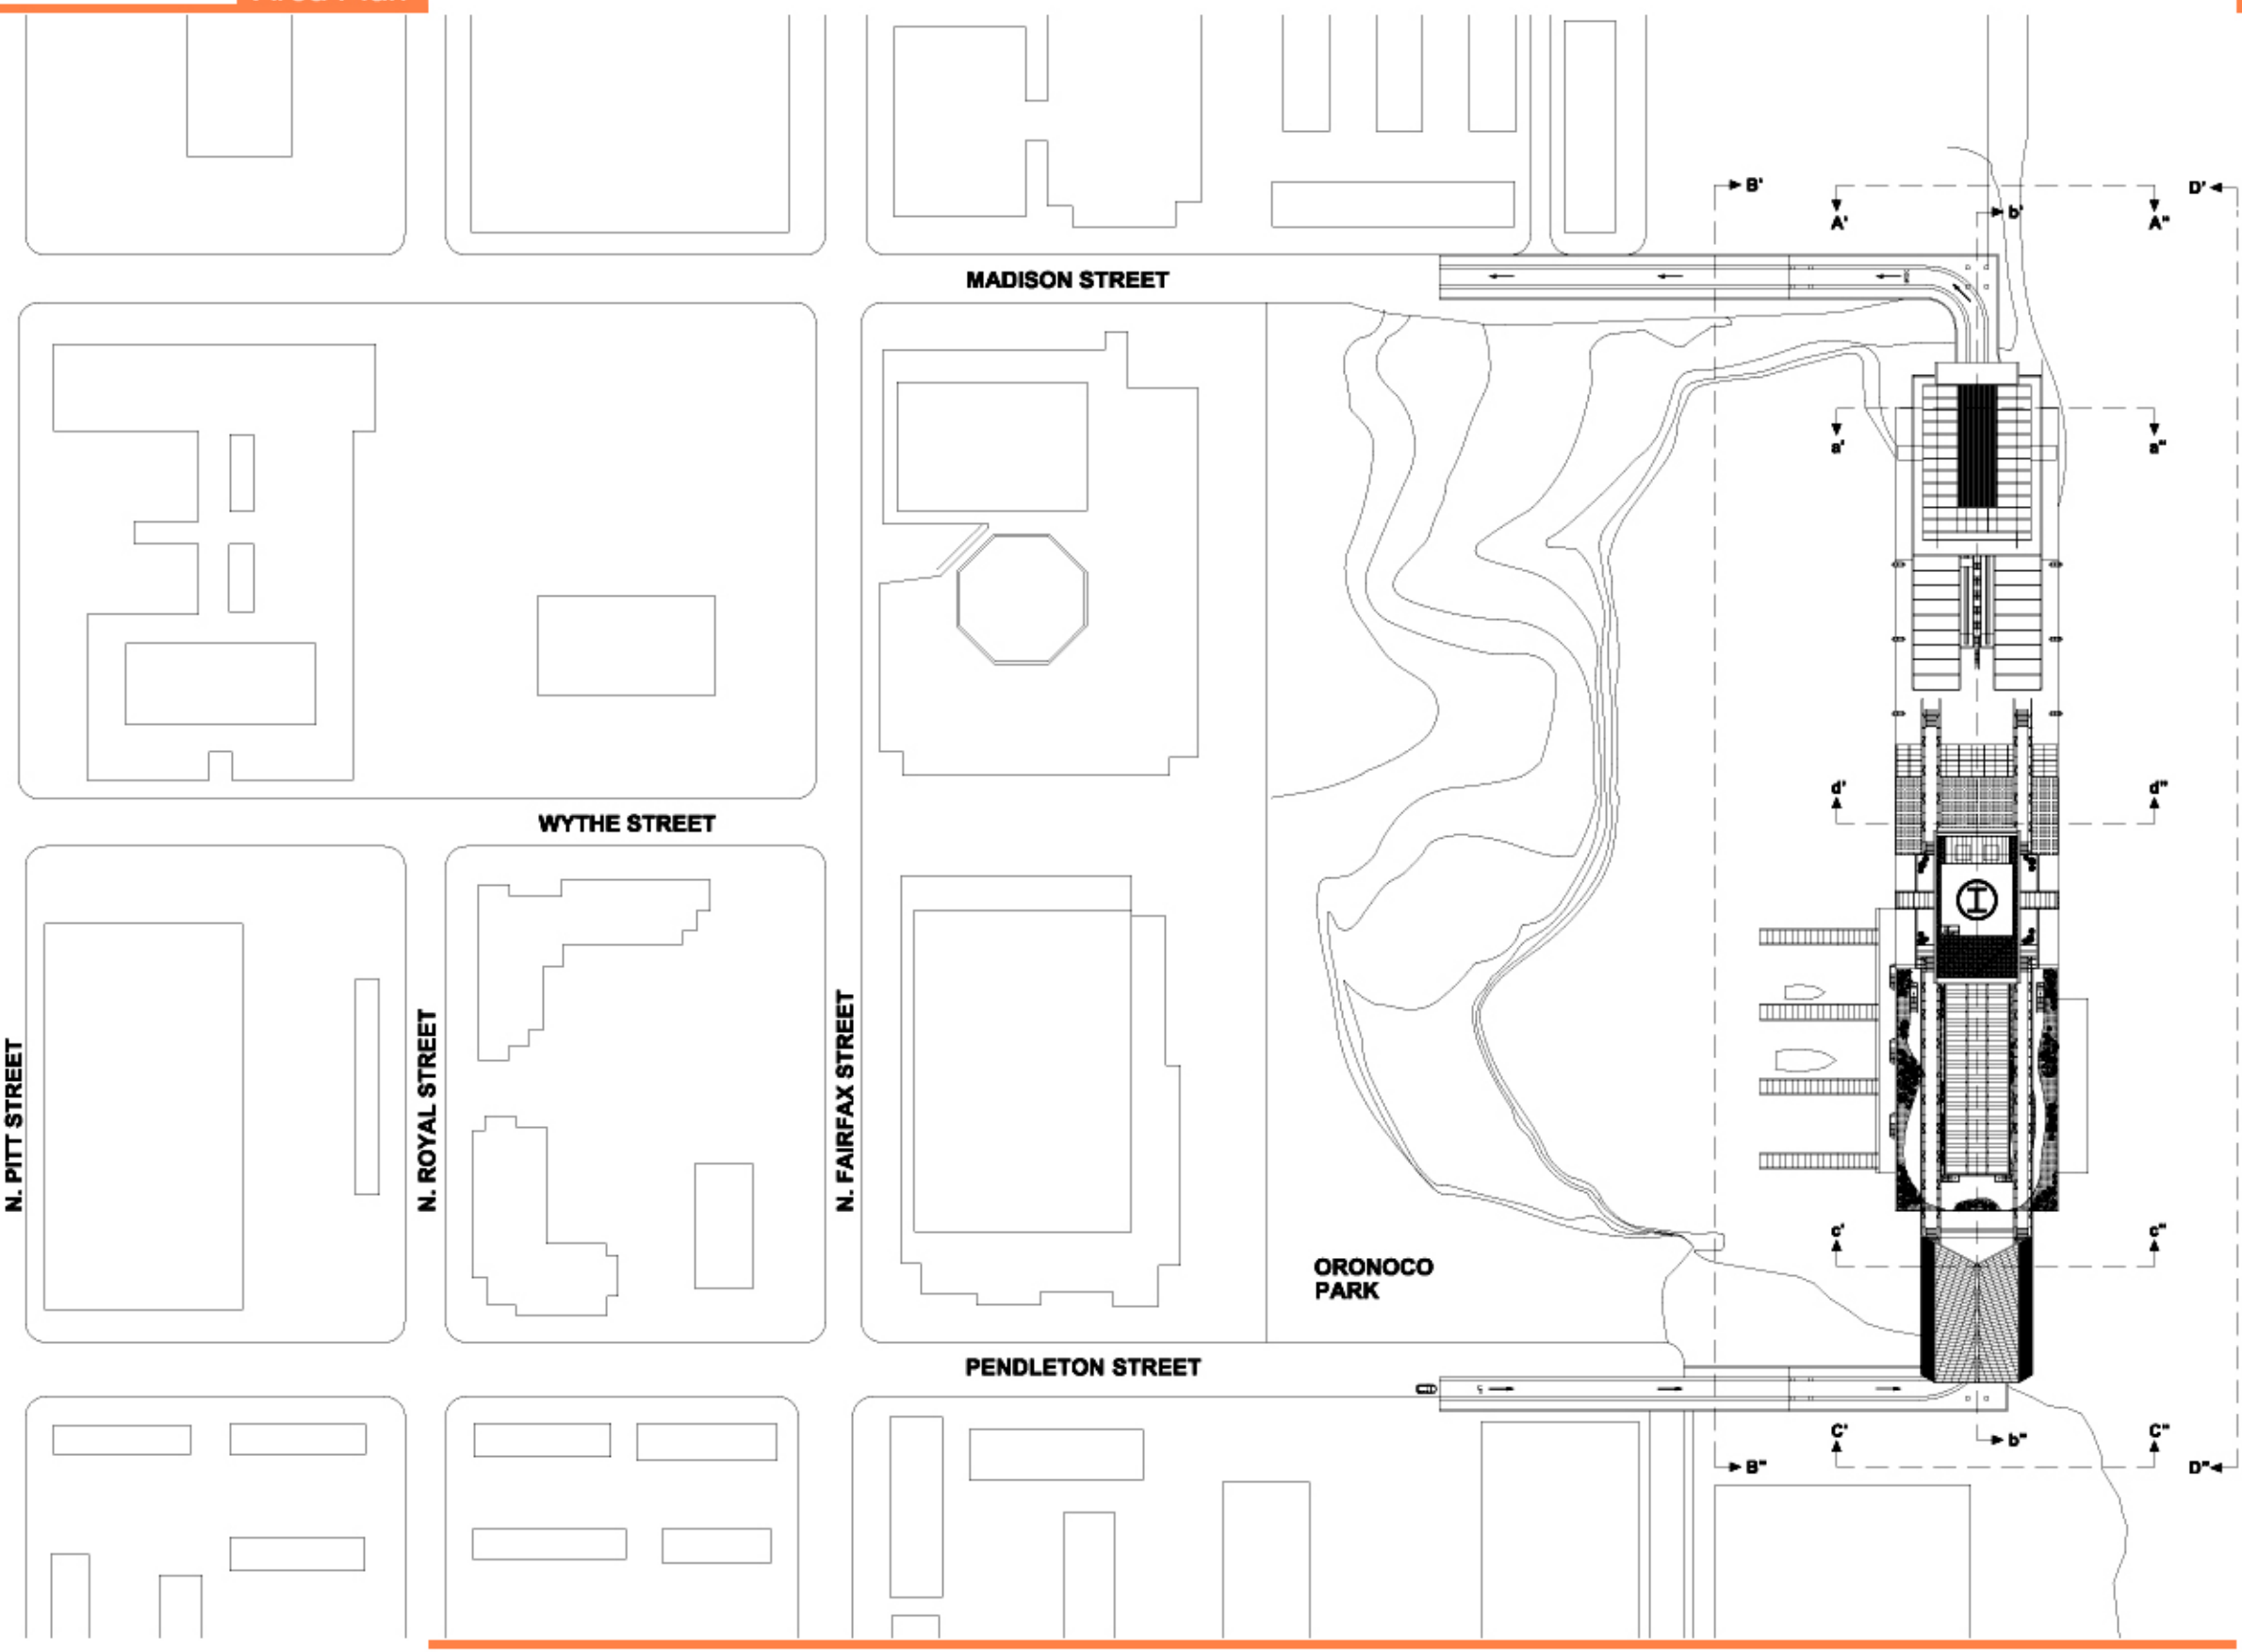 B'
D'
A'
A"
b'
MADISON STREET
a'
a"
d'
d"
WYTHE STREET
N. PITT STREET
N. ROYAL STREET
N. FAIRFAX STREET
c'
c"
ORONOCO
PARK
PENDLETON STREET
C'
C"
b"
B"
D"